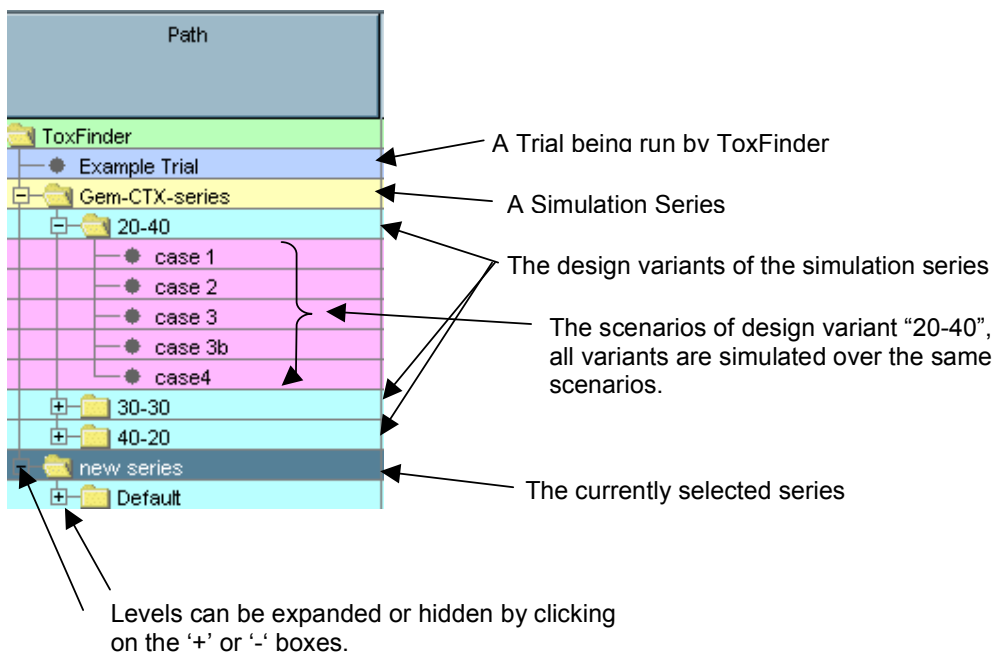 Path
ToxFinder
Example Trial
Gem-CTX-series
20-40
case 1
case 2
case 3
case 3b
case4
30-30
40-20
new series
Default
A Trial being run by ToxFinder
A Simulation Series
The design variants of the simulation series
The scenarios of design variant “20-40”,
all variants are simulated over the same
scenarios.
The currently selected series
Levels can be expanded or hidden by clicking
on the ‘+’ or ‘-‘ boxes.